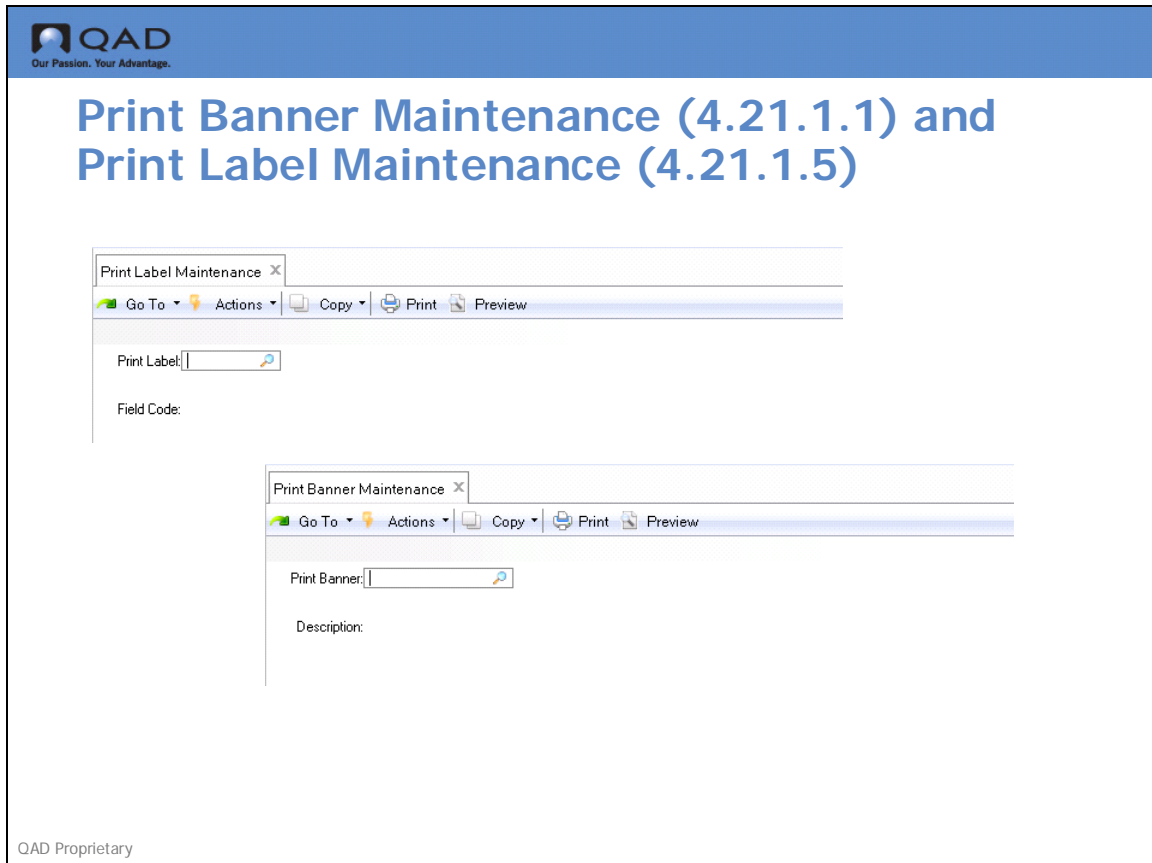 QAD
Our Passion. Your Advantage.
Print Banner Maintenance (4.21.1.1) and
Print Label Maintenance (4.21.1.5)
Print Label Maintenance X
Go To Actions Copy Print Preview
Print Label:
Field Code:
Print Banner Maintenance X
Go To Actions Copy Print Preview
Print Banner:
Description:
QAD Proprietary